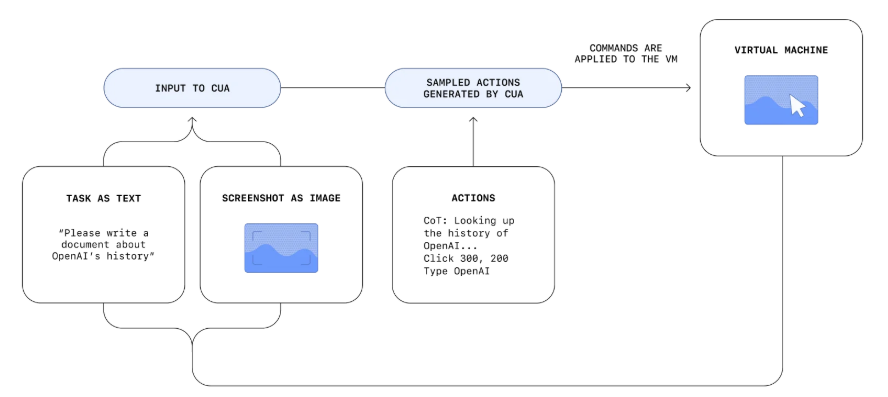 COMMANDS ARE
APPLIED TO THE VM
VIRTUAL MACHINE
INPUT TO CUA
SAMPLED ACTIONS
GENERATED BY CUA
TASK AS TEXT
“Please write a
document about
OpenAI’s history”
SCREENSHOT AS IMAGE
ACTIONS
CoT: Looking up
the history of
OpenAI...
Click 300, 200
Type OpenAI